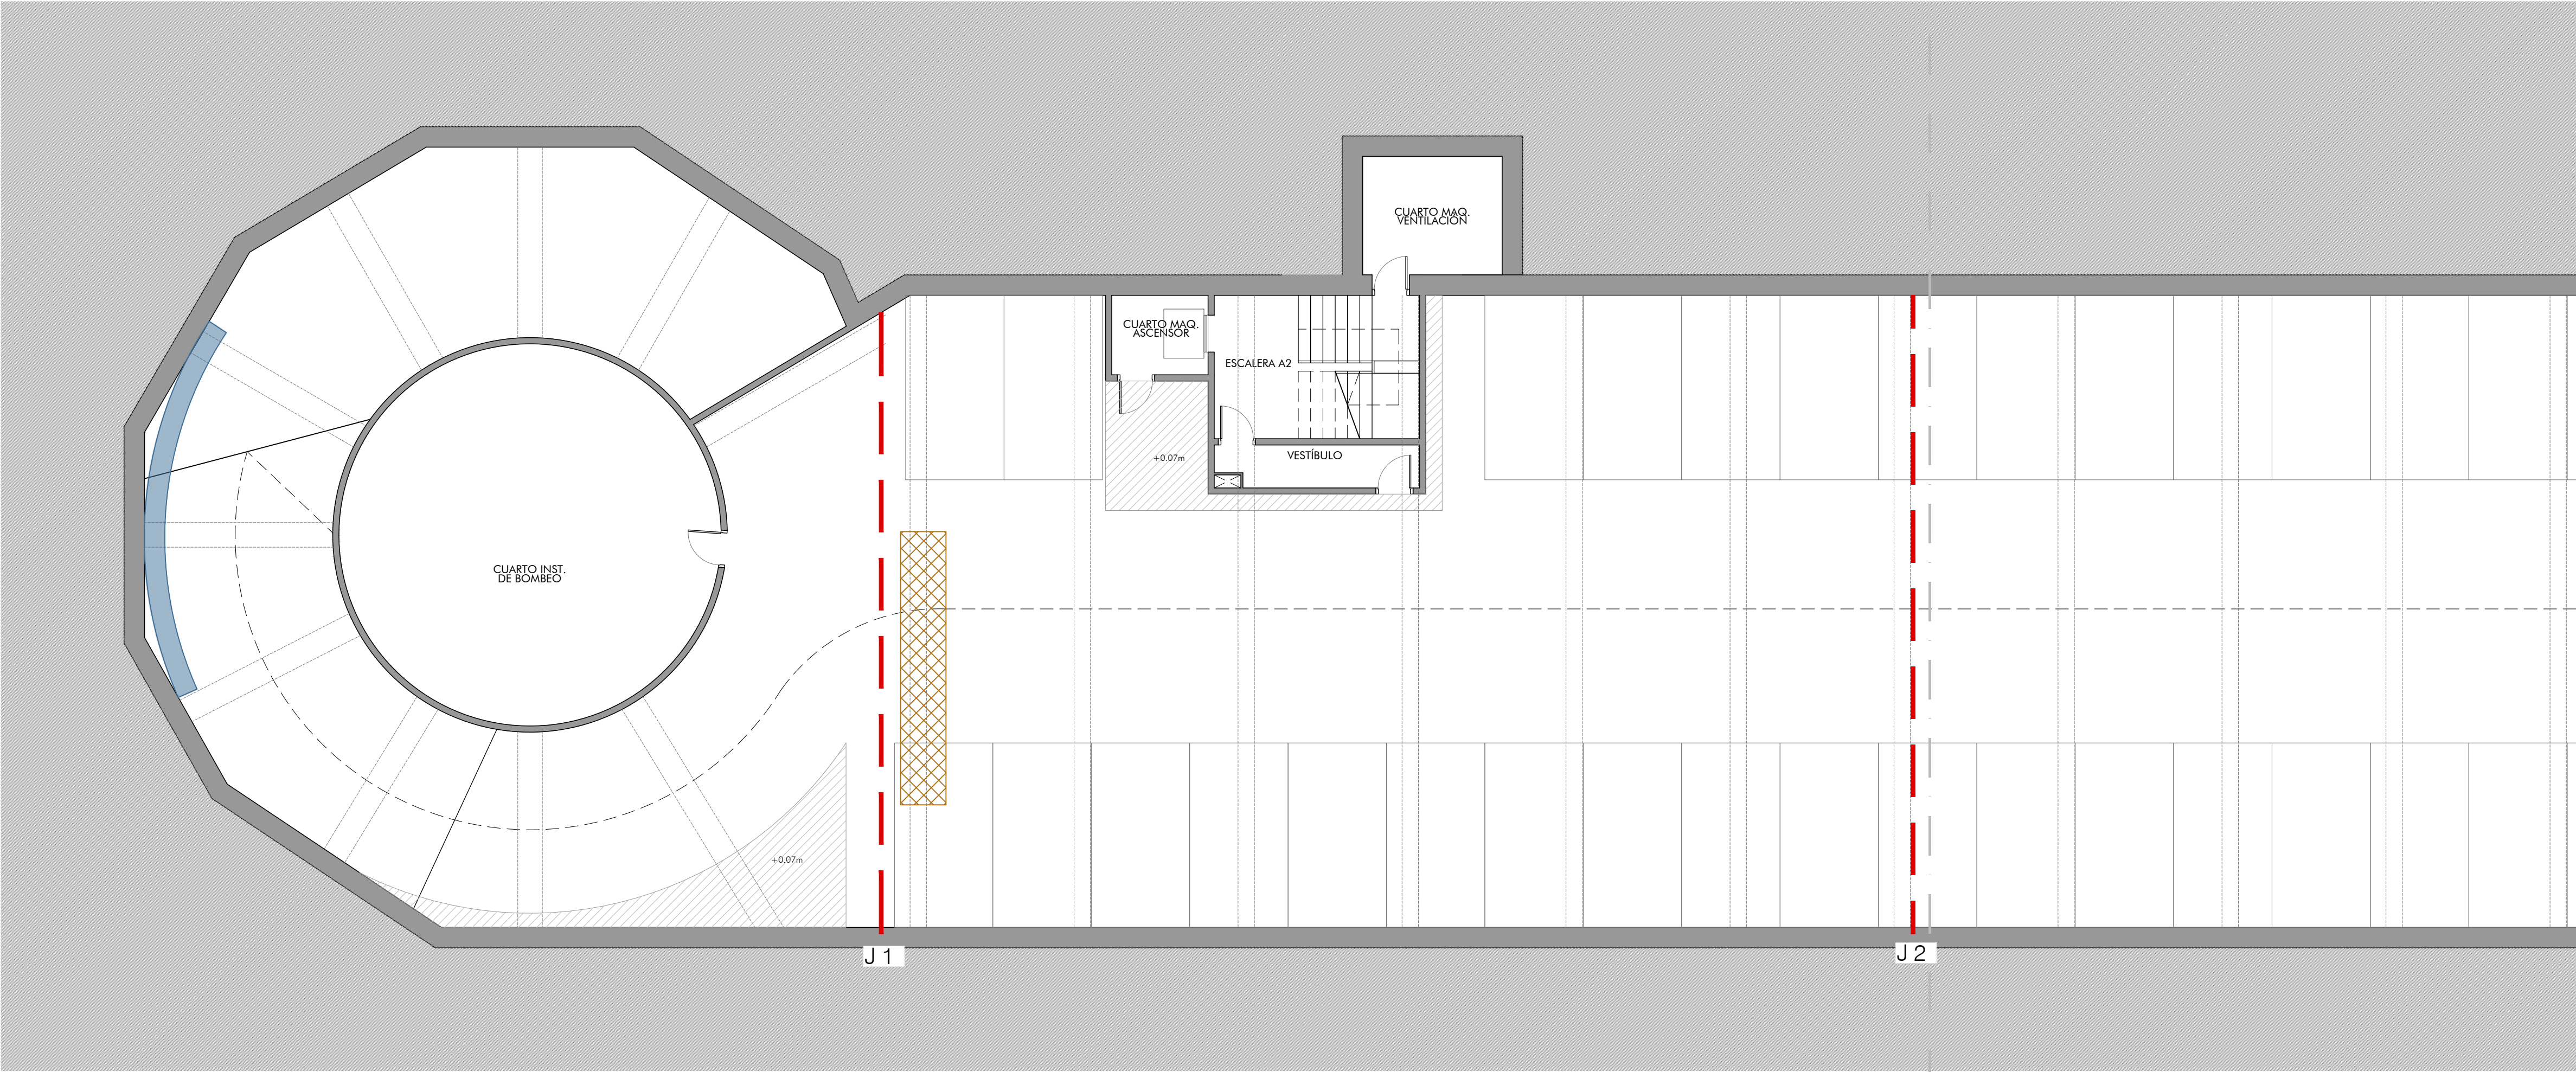 CUARTO MAQ.
VENTILACIÓN
CUARTO MAQ.
ASCENSOR
ESCALERA A2
VESTÍBULO
+0.07m
CUARTO INST.
DE BOMBEO
+0.07m
J 1
J 2